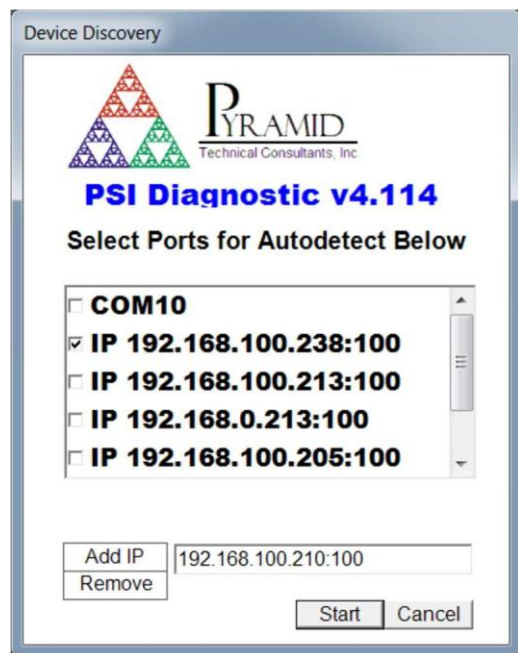 Device Discovery
PYRAMID
Technical Consultants, Inc.
PSI Diagnostic v4.114
Select Ports for Autodetect Below
COM10
IP 192.168.100.238:100
IP 192.168.100.213:100
IP 192.168.0.213:100
IP 192.168.100.205:100
Add IP 192.168.100.210:100
Remove
Start Cancel